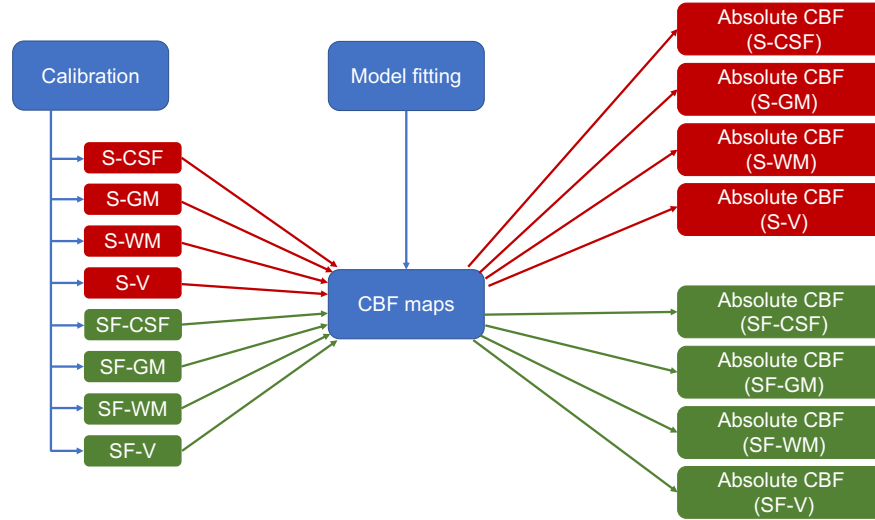 Calibration
Model fitting
S-CSF
S-GM
S-WM
S-V
SF-CSF
SF-GM
SF-WM
SF-V
CBF maps
Absolute CBF
(S-CSF)
Absolute CBF
(S-GM)
Absolute CBF
(S-WM)
Absolute CBF
(S-V)
Absolute CBF
(SF-CSF)
Absolute CBF
(SF-GM)
Absolute CBF
(SF-WM)
Absolute CBF
(SF-V)